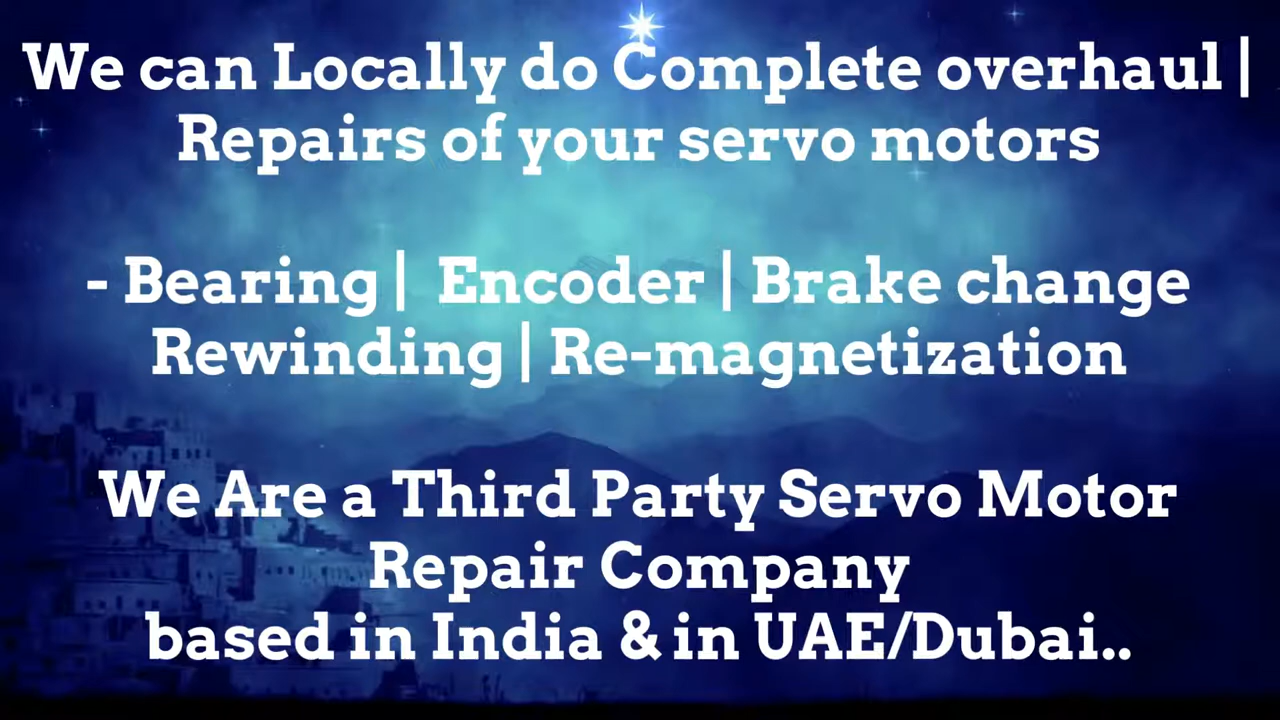 We can Locally do Complete overhaul |
Repairs of your servo motors
- Bearing | Encoder | Brake change
Rewinding | Re-magnetization
We Are a Third Party Servo Motor
Repair Company
based in India & in UAE/Dubai..